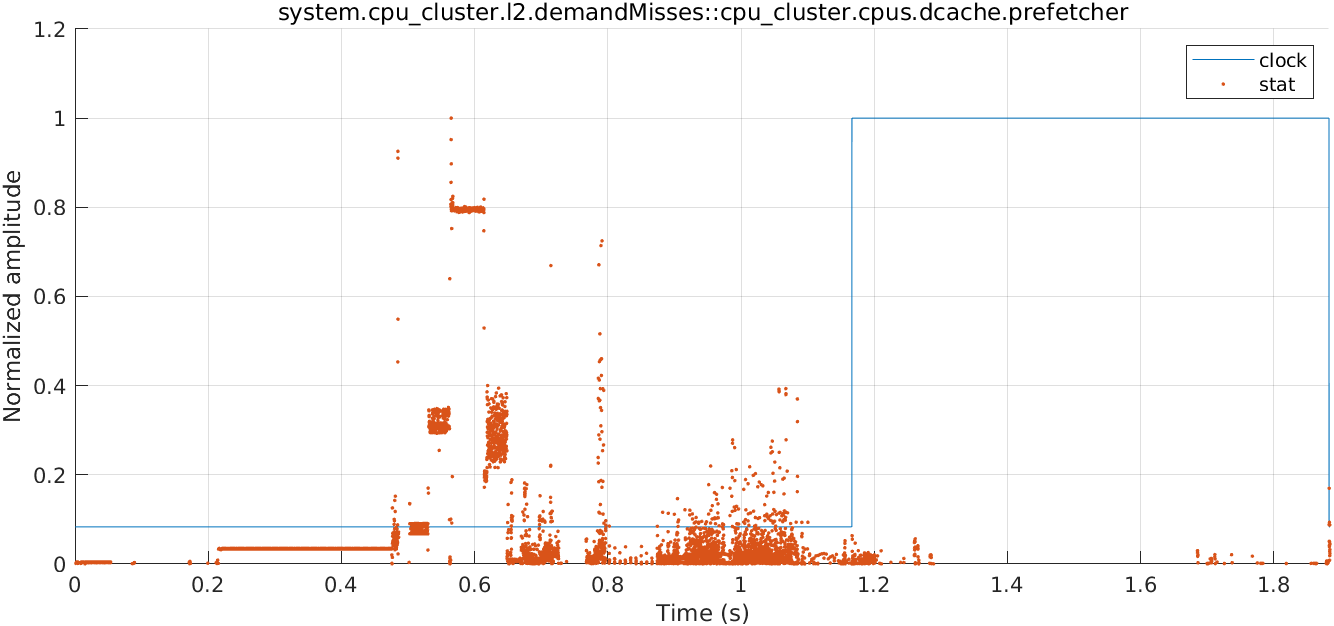 system.cpu_cluster.l2.demandMisses::cpu_cluster.cpus.dcache.prefetcher
1.2
1
0.8
0.6
0.4
0.2
0
Normalized amplitude
clock
stat
0 0.2 0.4 0.6 0.8 1 1.2 1.4 1.6 1.8
Time (s)